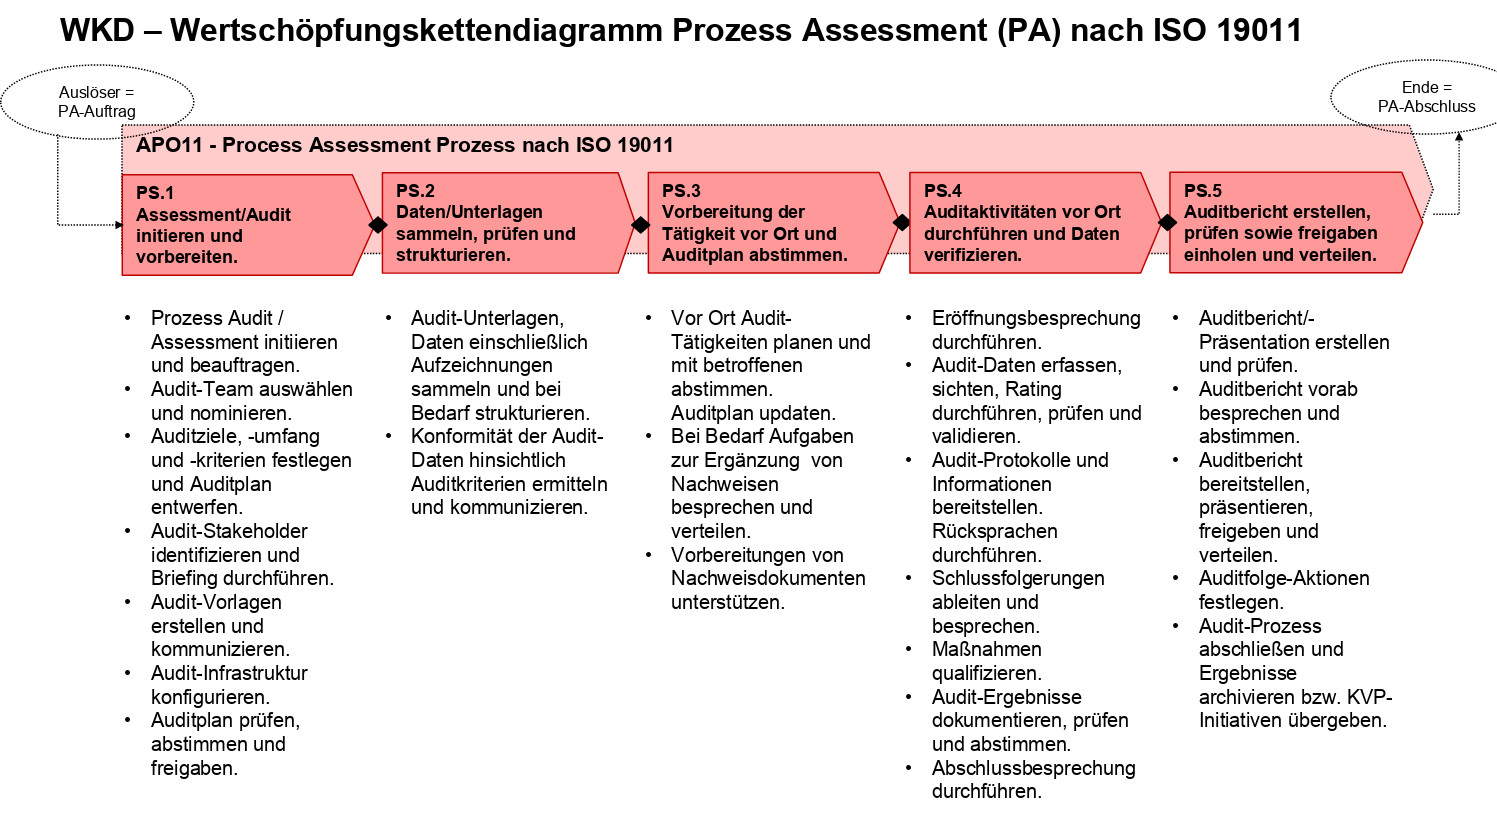 WKD – Wertschöpfungskettendiagramm Prozess Assessment (PA) nach ISO 19011
Auslöser =
PA-Auftrag
Ende =
PA-Abschluss
APO11 - Process Assessment Prozess nach ISO 19011
PS.1
Assessment/Audit
initieren und
vorbereiten.
PS.2
Daten/Unterlagen
sammeln, prüfen und
strukturieren.
PS.3
Vorbereitung der
Tätigkeit vor Ort und
Auditplan abstimmen.
PS.4
Auditaktivitäten vor Ort
durchführen und Daten
verifizieren.
PS.5
Auditbericht erstellen,
prüfen sowie freigaben
einholen und verteilen.
• Prozess Audit /
Assessment initiieren
und beauftragen.
• Audit-Team auswählen
und nominieren.
• Auditziele, -umfang
und -kriterien festlegen
und Auditplan
entwerfen.
• Audit-Stakeholder
identifizieren und
Briefing durchführen.
• Audit-Vorlagen
erstellen und
kommunizieren.
• Audit-Infrastruktur
konfigurieren.
• Auditplan prüfen,
abstimmen und
freigaben.
• Audit-Unterlagen,
Daten einschließlich
Aufzeichnungen
sammeln und bei
Bedarf strukturieren.
• Konformität der Audit-
Daten hinsichtlich
Auditkriterien ermitteln
und kommunizieren.
• Vor Ort Audit-
Tätigkeiten planen und
mit betroffenen
abstimmen.
Auditplan updaten.
• Bei Bedarf Aufgaben
zur Ergänzung von
Nachweisen
besprechen und
verteilen.
• Vorbereitungen von
Nachweisdokumenten
unterstützen.
• Eröffnungsbesprechung
durchführen.
• Audit-Daten erfassen,
sichten, Rating
durchführen, prüfen und
validieren.
• Audit-Protokolle und
Informationen
bereitstellen.
Rücksprachen
durchführen.
• Schlussfolgerungen
ableiten und
besprechen.
• Maßnahmen
qualifizieren.
• Audit-Ergebnisse
dokumentieren, prüfen
und abstimmen.
• Abschlussbesprechung
durchführen.
• Auditbericht/-
Präsentation erstellen
und prüfen.
• Auditbericht vorab
besprechen und
abstimmen.
• Auditbericht
bereitstellen,
präsentieren,
freigeben und
verteilen.
• Auditfolge-Aktionen
festlegen.
• Audit-Prozess
abschließen und
Ergebnisse
archivieren bzw. KVP-
Initiativen übergeben.